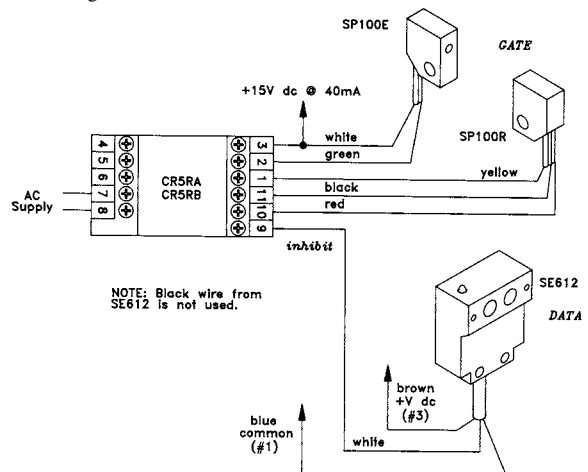 SP100E
GATE
+15V dc @ 40mA
SP100R
white
green
yellow
black
red
4
5
6
7
8
CR5RA
CR5RB
3
2
1
11
10
9
AC
Supply
inhibit
NOTE: Black wire from
SE612 is not used.
SE612
DATA
brown
+V dc
(#3)
blue
common
(#1)
white